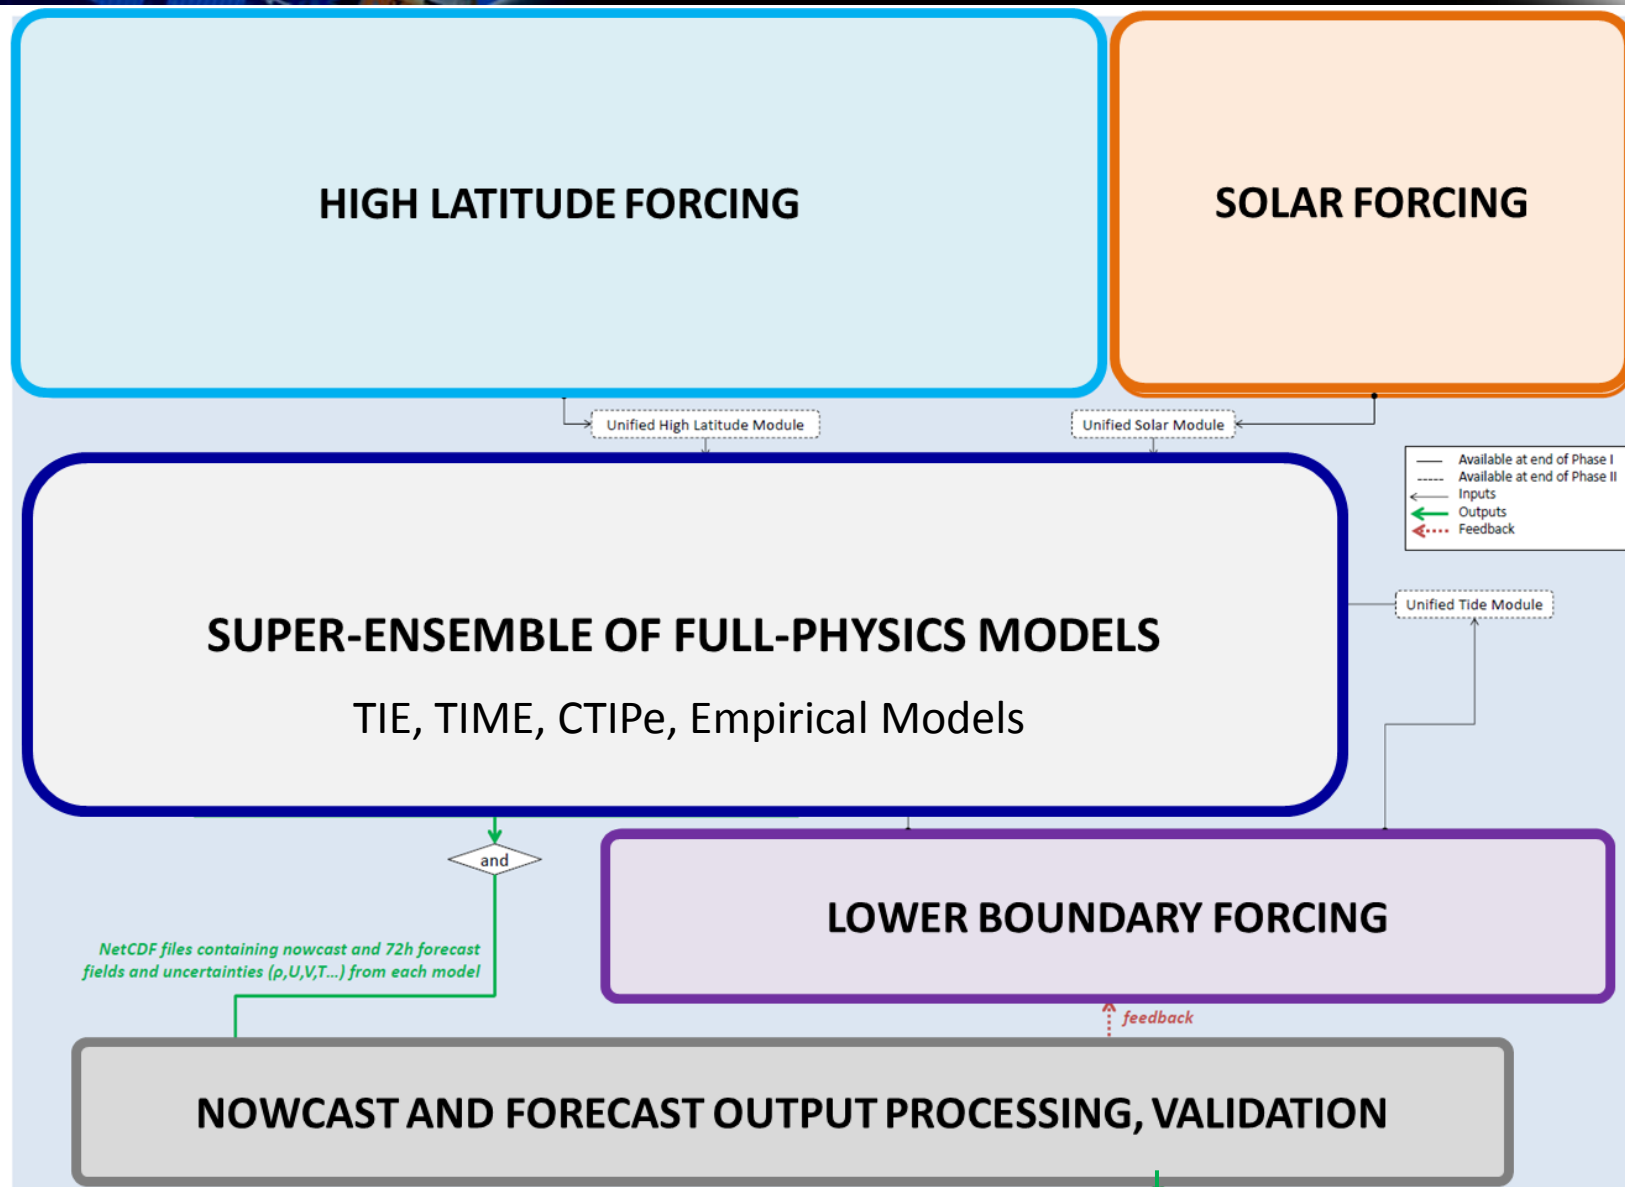 HIGH LATITUDE FORCING
SOLAR FORCING
Unified High Latitude Module
Unified Solar Module
Available at end of Phase I
Available at end of Phase II
Inputs
Outputs
Feedback
Unified Tide Module
SUPER-ENSEMBLE OF FULL-PHYSICS MODELS
TIE, TIME, CTIPe, Empirical Models
and
LOWER BOUNDARY FORCING
NetCDF files containing nowcast and 72h forecast
fields and uncertainties (ρ,U,V,T...) from each model
feedback
NOWCAST AND FORECAST OUTPUT PROCESSING, VALIDATION